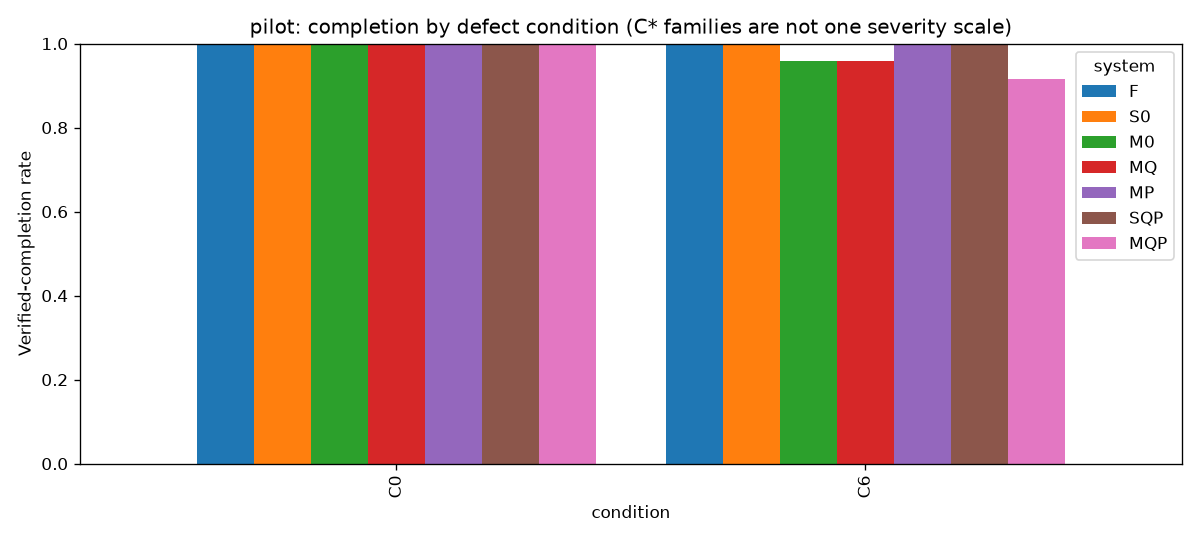 pilot: completion by defect condition (C* families are not one severity scale)
Verified-completion rate
1.0
0.8
0.6
0.4
0.2
0.0
system
F
S0
M0
MQ
MP
SQP
MQP
C0
C6
condition